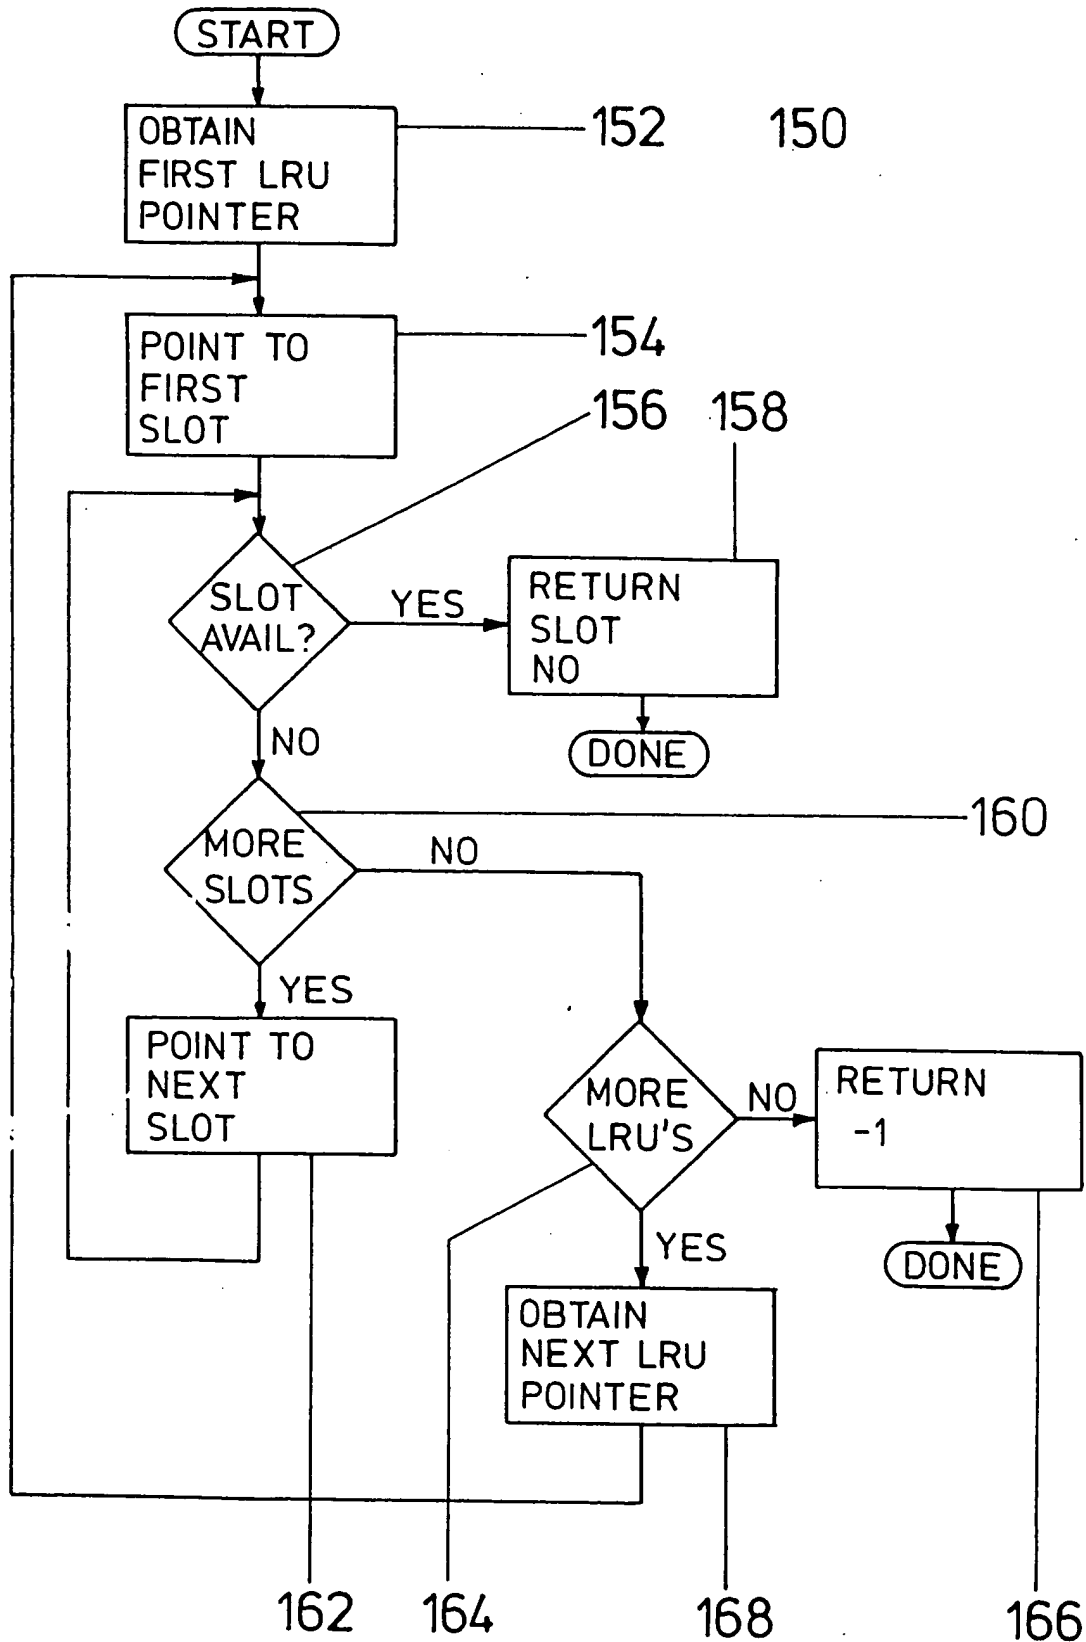 START
OBTAIN
FIRST LRU
POINTER
152
150
POINT TO
FIRST
SLOT
154
156
158
SLOT
AVAIL?
YES
RETURN
SLOT
NO
DONE
NO
MORE
SLOTS
NO
160
YES
POINT TO
NEXT
SLOT
MORE
LRU'S
NO
RETURN
-1
DONE
YES
OBTAIN
NEXT LRU
POINTER
162
164
168
166